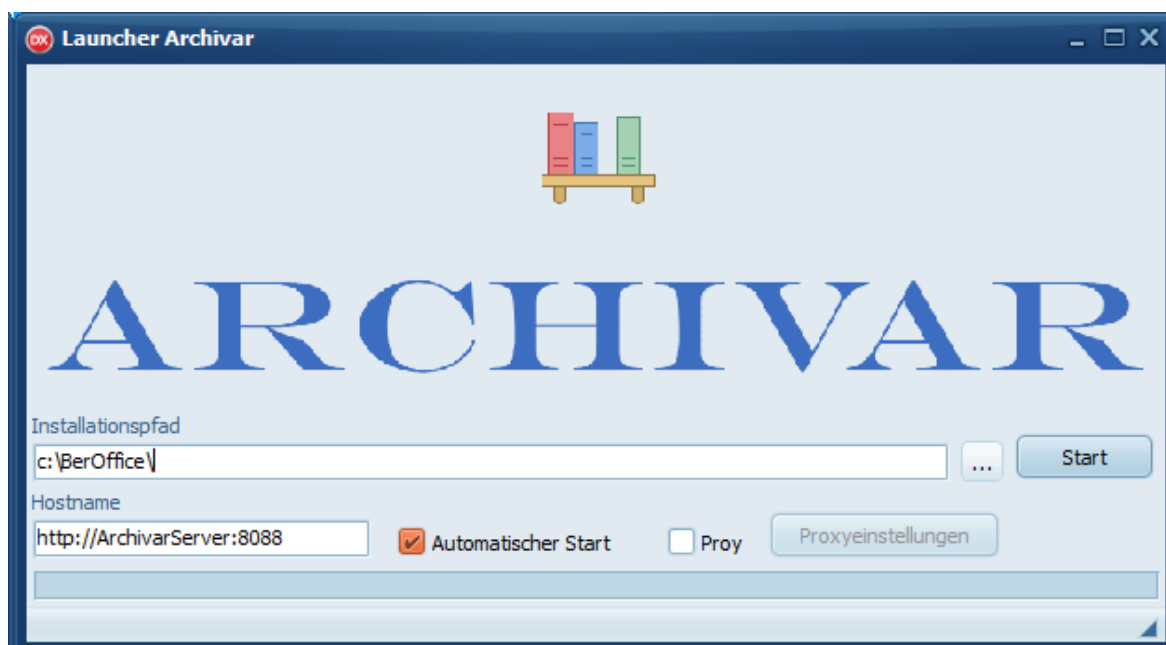 DX Launcher Archivar
ARCHIVAR
Installationspfad
c:\BerOffice\
... Start
Hostname
http://ArchivarServer:8088 Automatischer Start Proy Proxyeinstellungen